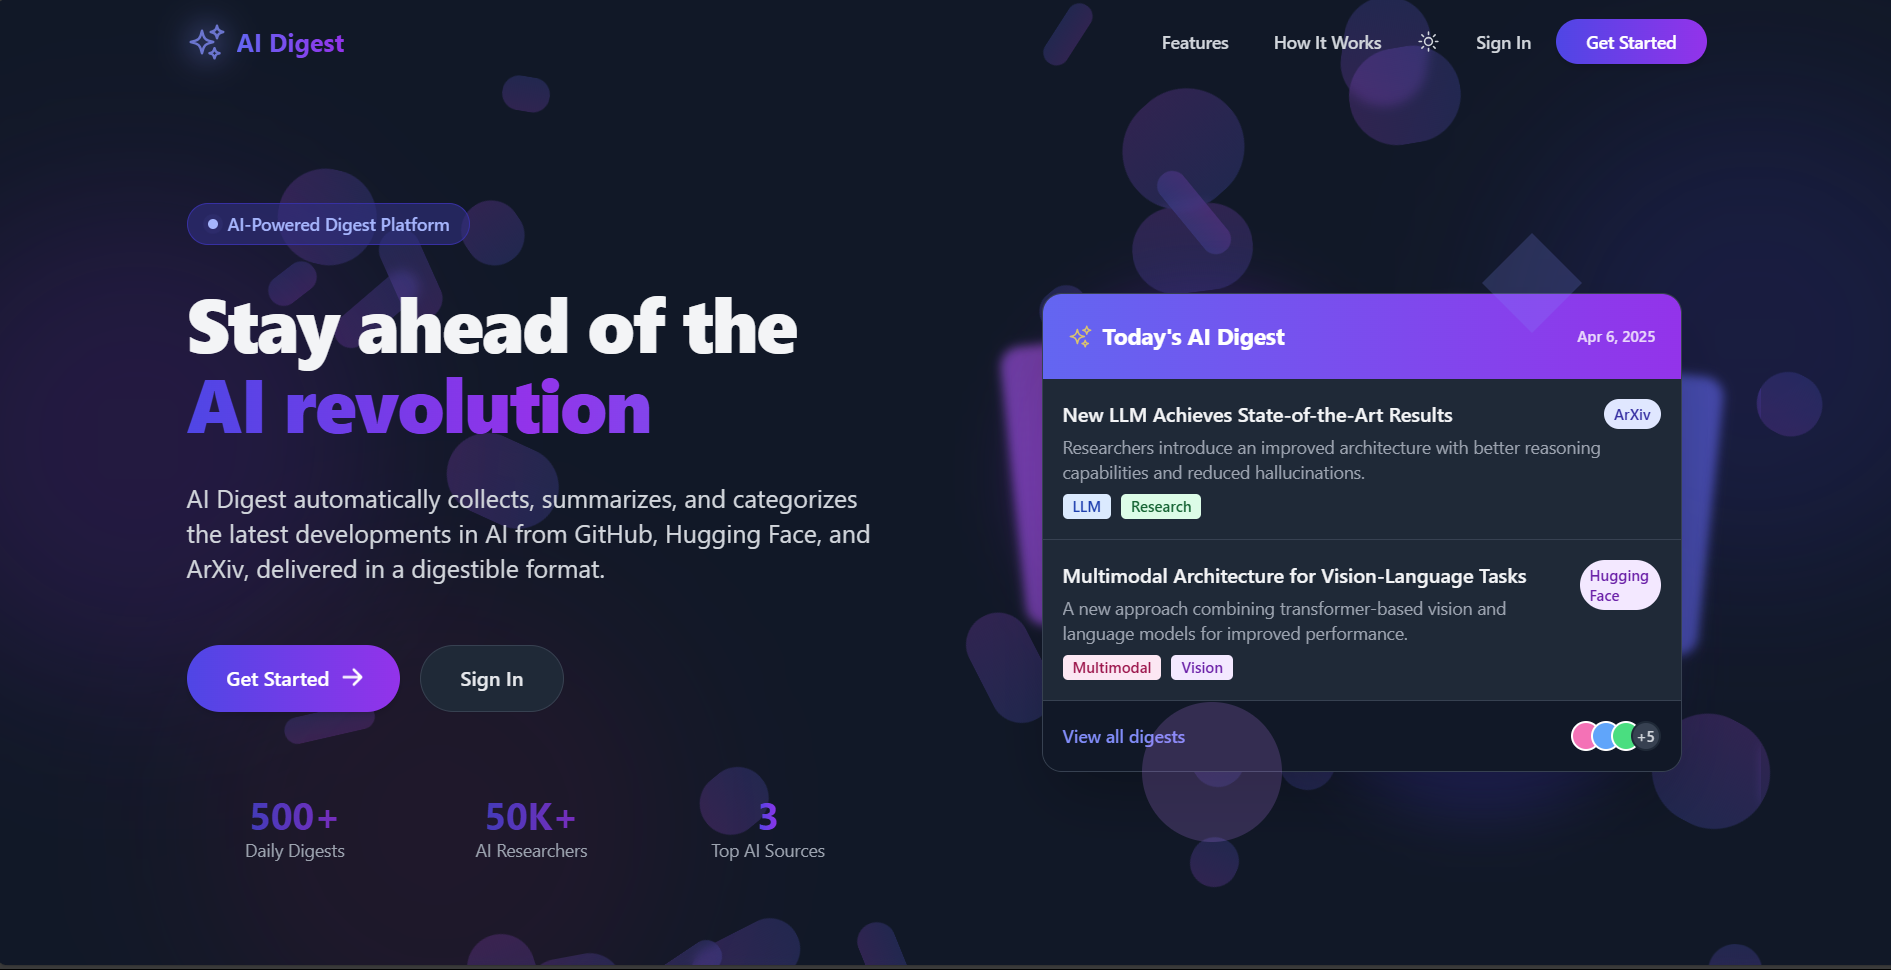 AI Digest
Features
How It Works
Sign In
Get Started
AI-Powered Digest Platform
Stay ahead of the
AI revolution
AI Digest automatically collects, summarizes, and categorizes
the latest developments in AI from GitHub, Hugging Face, and
ArXiv, delivered in a digestible format.
Get Started
Sign In
500+
Daily Digests
50K+
AI Researchers
3
Top AI Sources
Today's AI Digest
Apr 6, 2025
New LLM Achieves State-of-the-Art Results
ArXiv
Researchers introduce an improved architecture with better reasoning
capabilities and reduced hallucinations.
LLM
Research
Multimodal Architecture for Vision-Language Tasks
Hugging
Face
A new approach combining transformer-based vision and
language models for improved performance.
Multimodal
Vision
View all digests
+5